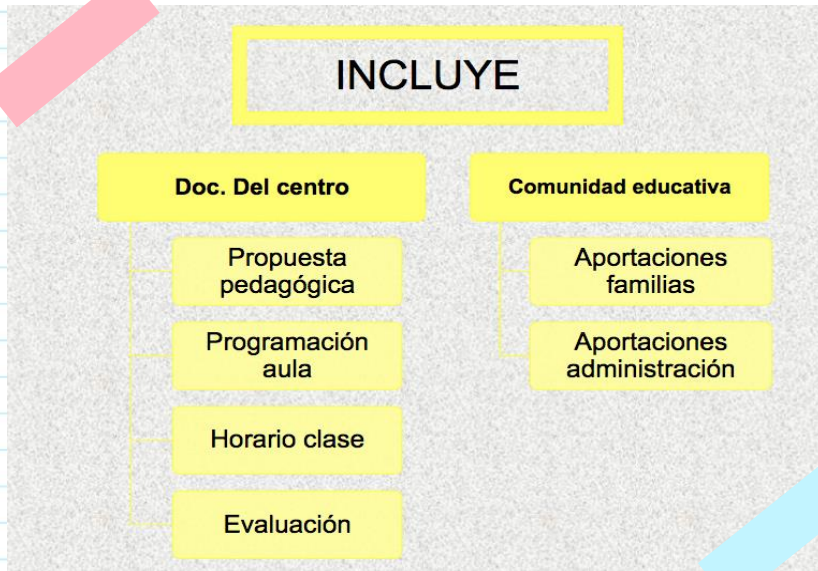 INCLUYE
Doc. Del centro
Propuesta
pedagógica
Programación
aula
Horario clase
Evaluación
Comunidad educativa
Aportaciones
familias
Aportaciones
administración